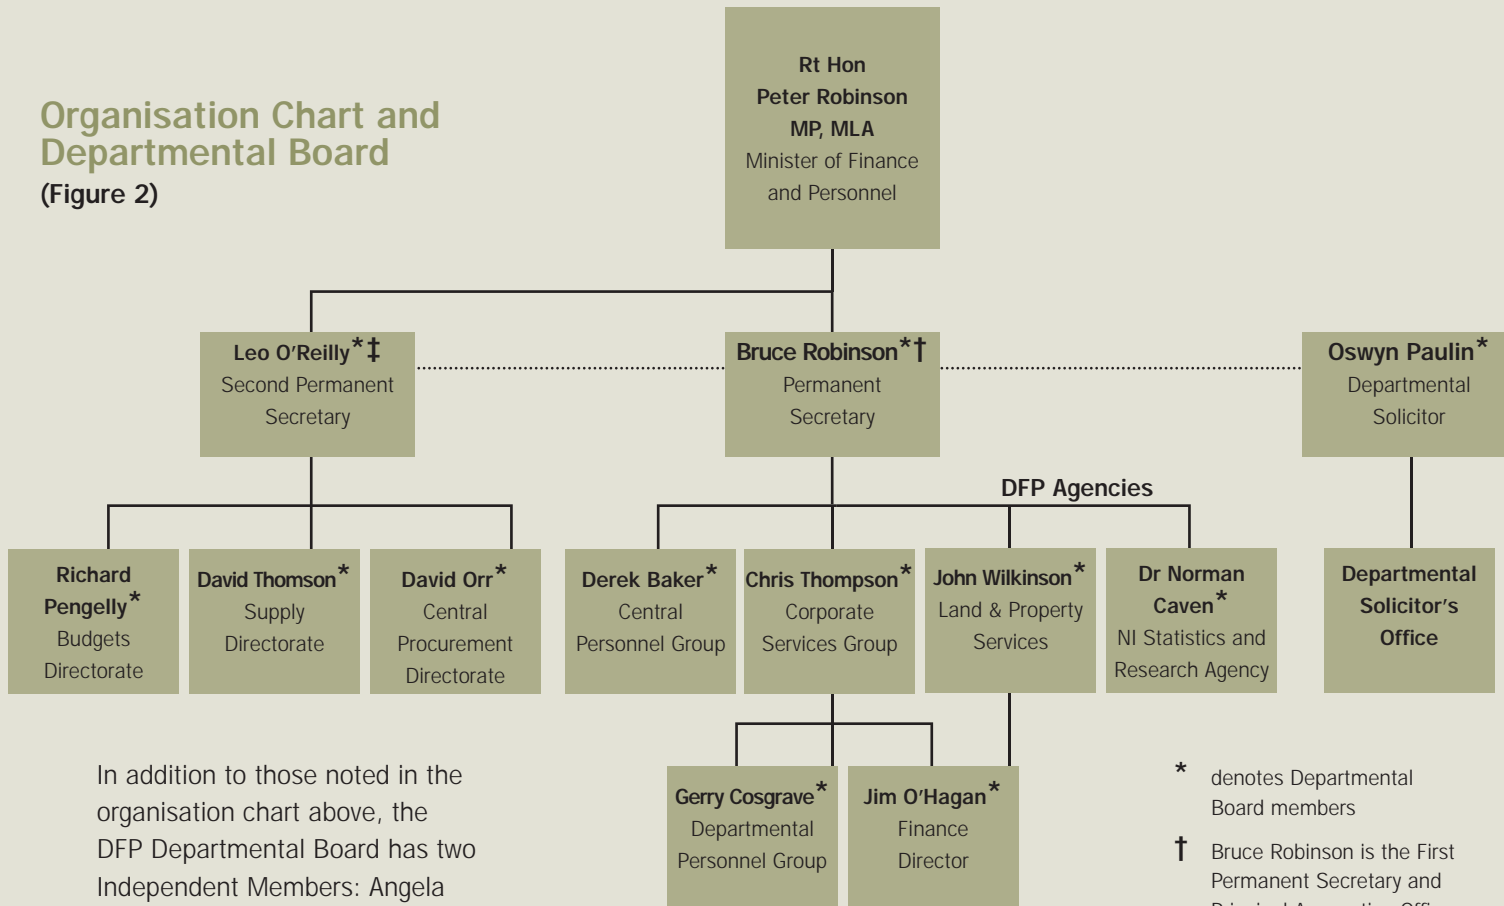 Organisation Chart and
Departmental Board
(Figure 2)
Rt Hon
Peter Robinson
MP, MLA
Minister of Finance
and Personnel
Leo O'Reilly*‡
Second Permanent
Secretary
Bruce Robinson*†
Permanent
Secretary
Oswyn Paulin*
Departmental
Solicitor
DFP Agencies
Richard
Pengelly*
Budgets
Directorate
David Thomson*
Supply
Directorate
David Orr*
Central
Procurement
Directorate
Derek Baker*
Central
Personnel Group
Chris Thompson*
Corporate
Services Group
John Wilkinson*
Land & Property
Services
Dr Norman
Caven*
NI Statistics and
Research Agency
Departmental
Solicitor's
Office
Gerry Cosgrave*
Departmental
Personnel Group
Jim O'Hagan*
Finance
Director
In addition to those noted in the
organisation chart above, the
DFP Departmental Board has two
Independent Members: Angela
* denotes Departmental
Board members
† Bruce Robinson is the First
Permanent Secretary and